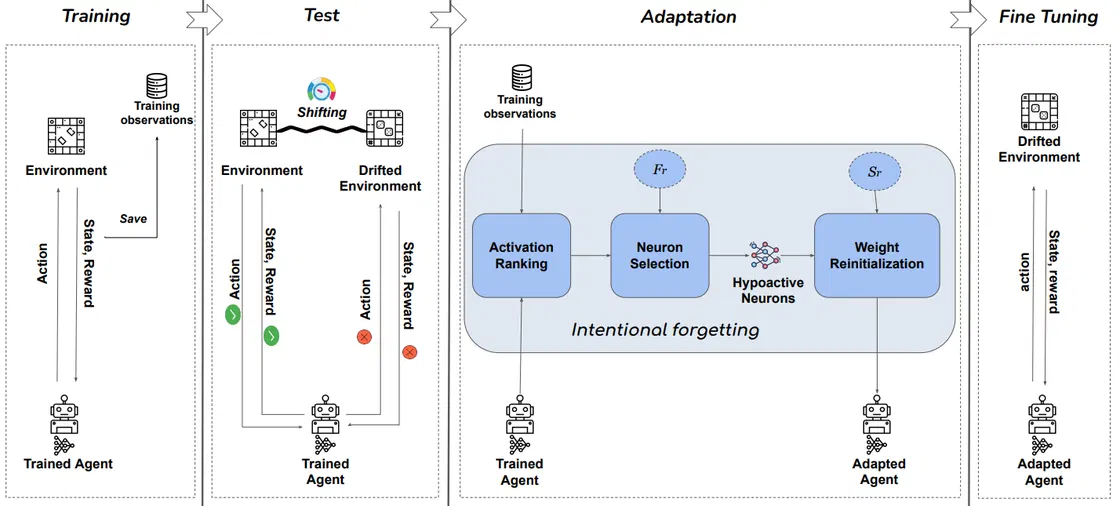 Training
Test
Adaptation
Fine Tuning
Training
observations
Environment
Action
State, Reward
Save
Trained Agent
Shifting
Environment
Drifted
Environment
Action
State, Reward
Action
State, Reward
Trained
Agent
Training
observations
Fr
Sr
Activation
Ranking
Neuron
Selection
Hypoactive
Neurons
Weight
Reinitialization
Intentional forgetting
Trained
Agent
Adapted
Agent
Drifted
Environment
action
State, reward
Adapted
Agent